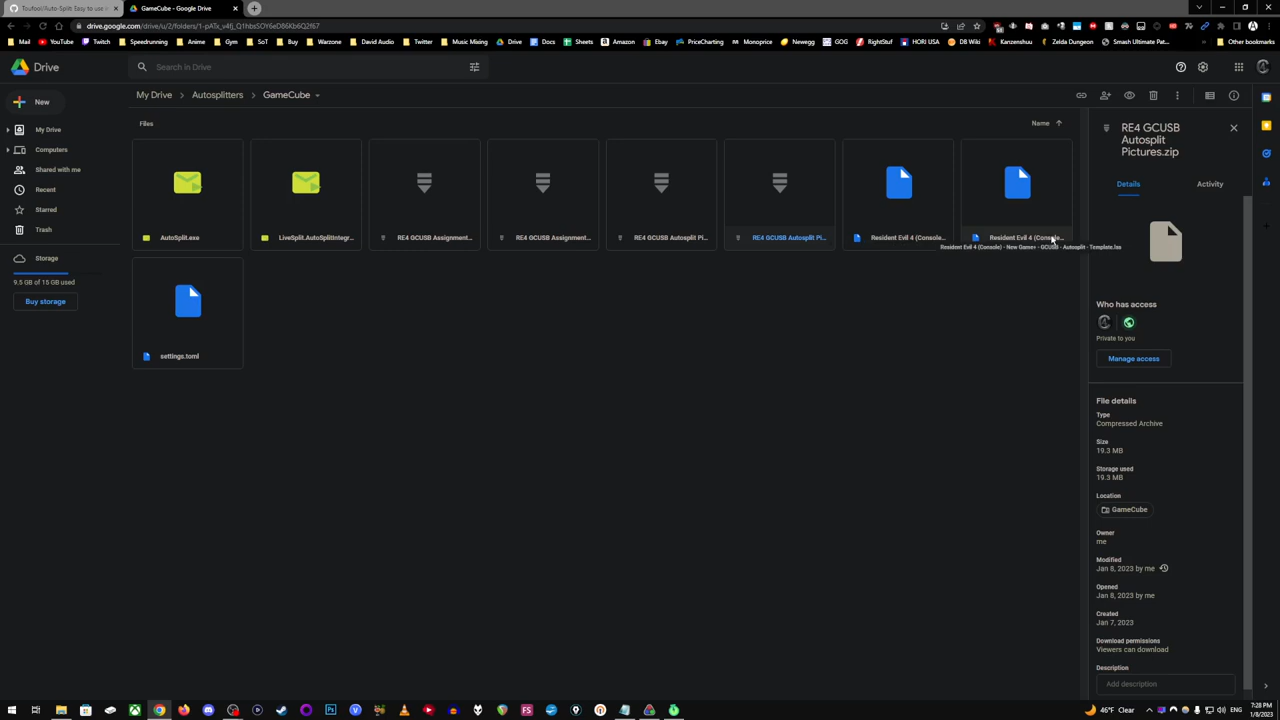 Toufool/Auto-Split: Easy to use
GameCube - Google Drive
drive.google.com/drive/u/2/folders/
Mail
YouTube
Twitch
Speedrunning
Anime
Gym
SoT
Buy
Warzone
David Audio
Twitter
Music Mixing
Drive
Docs
Sheets
Amazon
Ebay
PriceCharting
Monoprice
Newegg
GOG
RightStuf
HORI USA
DB Wiki
Kanzenshuu
Zelda Dungeon
Smash Ultimate Pat...
Other bookmarks
Drive
Search in Drive
New
My Drive
Autosplitters
GameCube
My Drive
Computers
Shared with me
Recent
Starred
Trash
Storage
9.5 GB of 15 GB used
Buy storage
Files
Name
AutoSplit.exe
LiveSplit.AutoSplitIntegr...
RE4 GCUSB Assignment...
RE4 GCUSB Assignment...
RE4 GCUSB Autosplit Pi...
RE4 GCUSB Autosplit Pi...
Resident Evil 4 (Console...
Resident Evil 4 (Console...
Resident Evil 4 (Console) - New Game+ - GCUSB - Autosplit - Template.lss
settings.toml
RE4 GCUSB
Autosplit
Pictures.zip
Details
Activity
Who has access
Private to you
Manage access
File details
Type
Compressed Archive
Size
19.3 MB
Storage used
19.3 MB
Location
GameCube
Owner
me
Modified
Jan 8, 2023 by me
Opened
Jan 8, 2023 by me
Created
Jan 7, 2023
Download permissions
Viewers can download
Description
Add description
46°F Clear
7:28 PM
1/8/2023